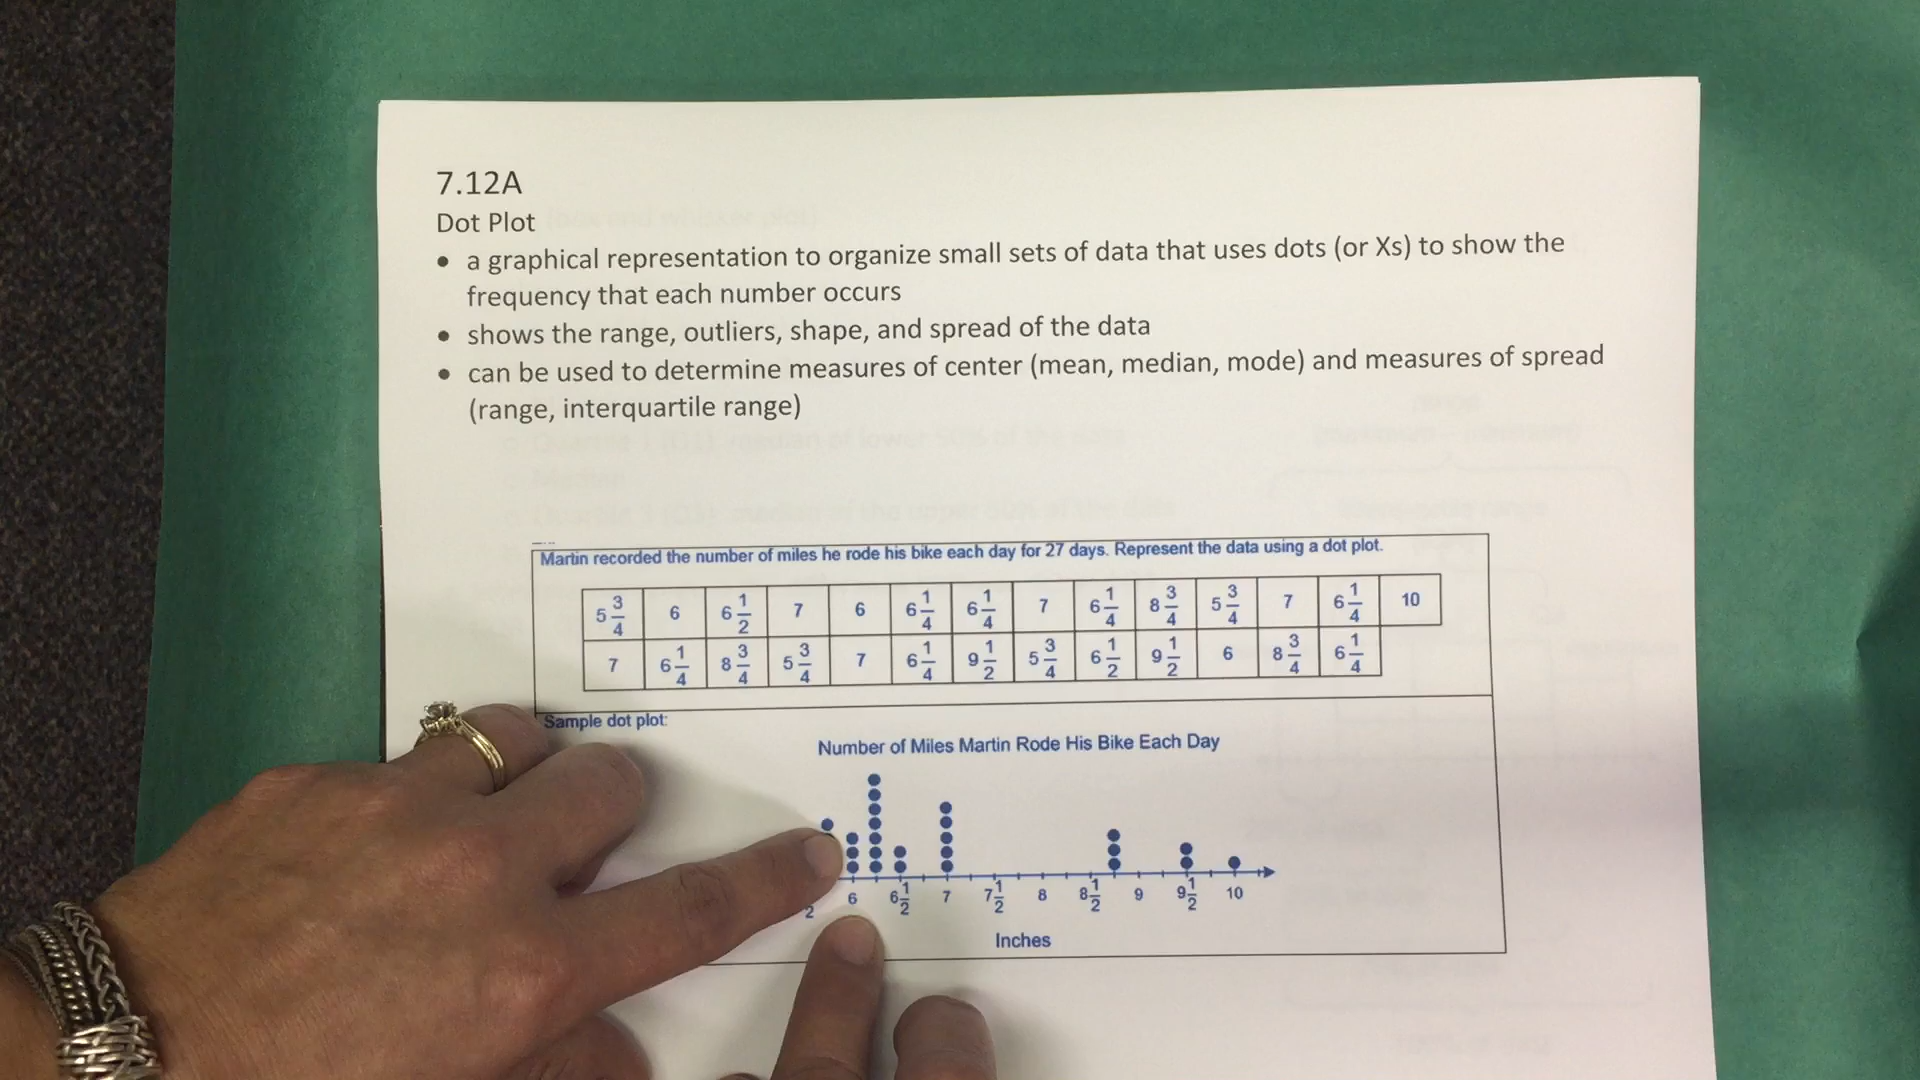 7.12A
Dot Plot
• a graphical representation to organize small sets of data that uses dots (or Xs) to show the
frequency that each number occurs
• shows the range, outliers, shape, and spread of the data
• can be used to determine measures of center (mean, median, mode) and measures of spread
(range, interquartile range)
Martin recorded the number of miles he rode his bike each day for 27 days. Represent the data using a dot plot.
5 3/4 6 6 1/2 7 6 6 1/4 6 1/4 7 6 1/4 8 3/4 5 3/4 7 6 1/4 10
7 6 1/4 8 3/4 5 3/4 7 6 1/4 9 1/2 5 3/4 6 1/2 9 1/2 6 8 3/4 6 1/4
Sample dot plot:
Number of Miles Martin Rode His Bike Each Day
2 6 6 1/2 7 7 1/2 8 8 1/2 9 9 1/2 10
Inches